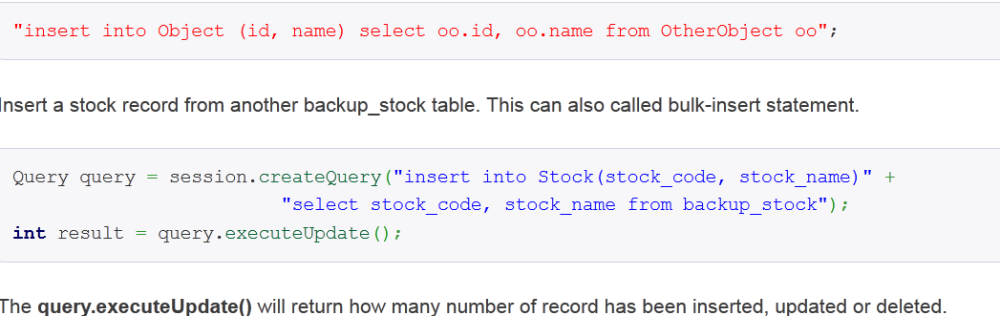 "insert into Object (id, name) select oo.id, oo.name from OtherObject oo";
Insert a stock record from another backup_stock table. This can also called bulk-insert statement.
Query query = session.createQuery("insert into Stock(stock_code, stock_name)" +
"select stock_code, stock_name from backup_stock");
int result = query.executeUpdate();
The query.executeUpdate() will return how many number of record has been inserted, updated or deleted.